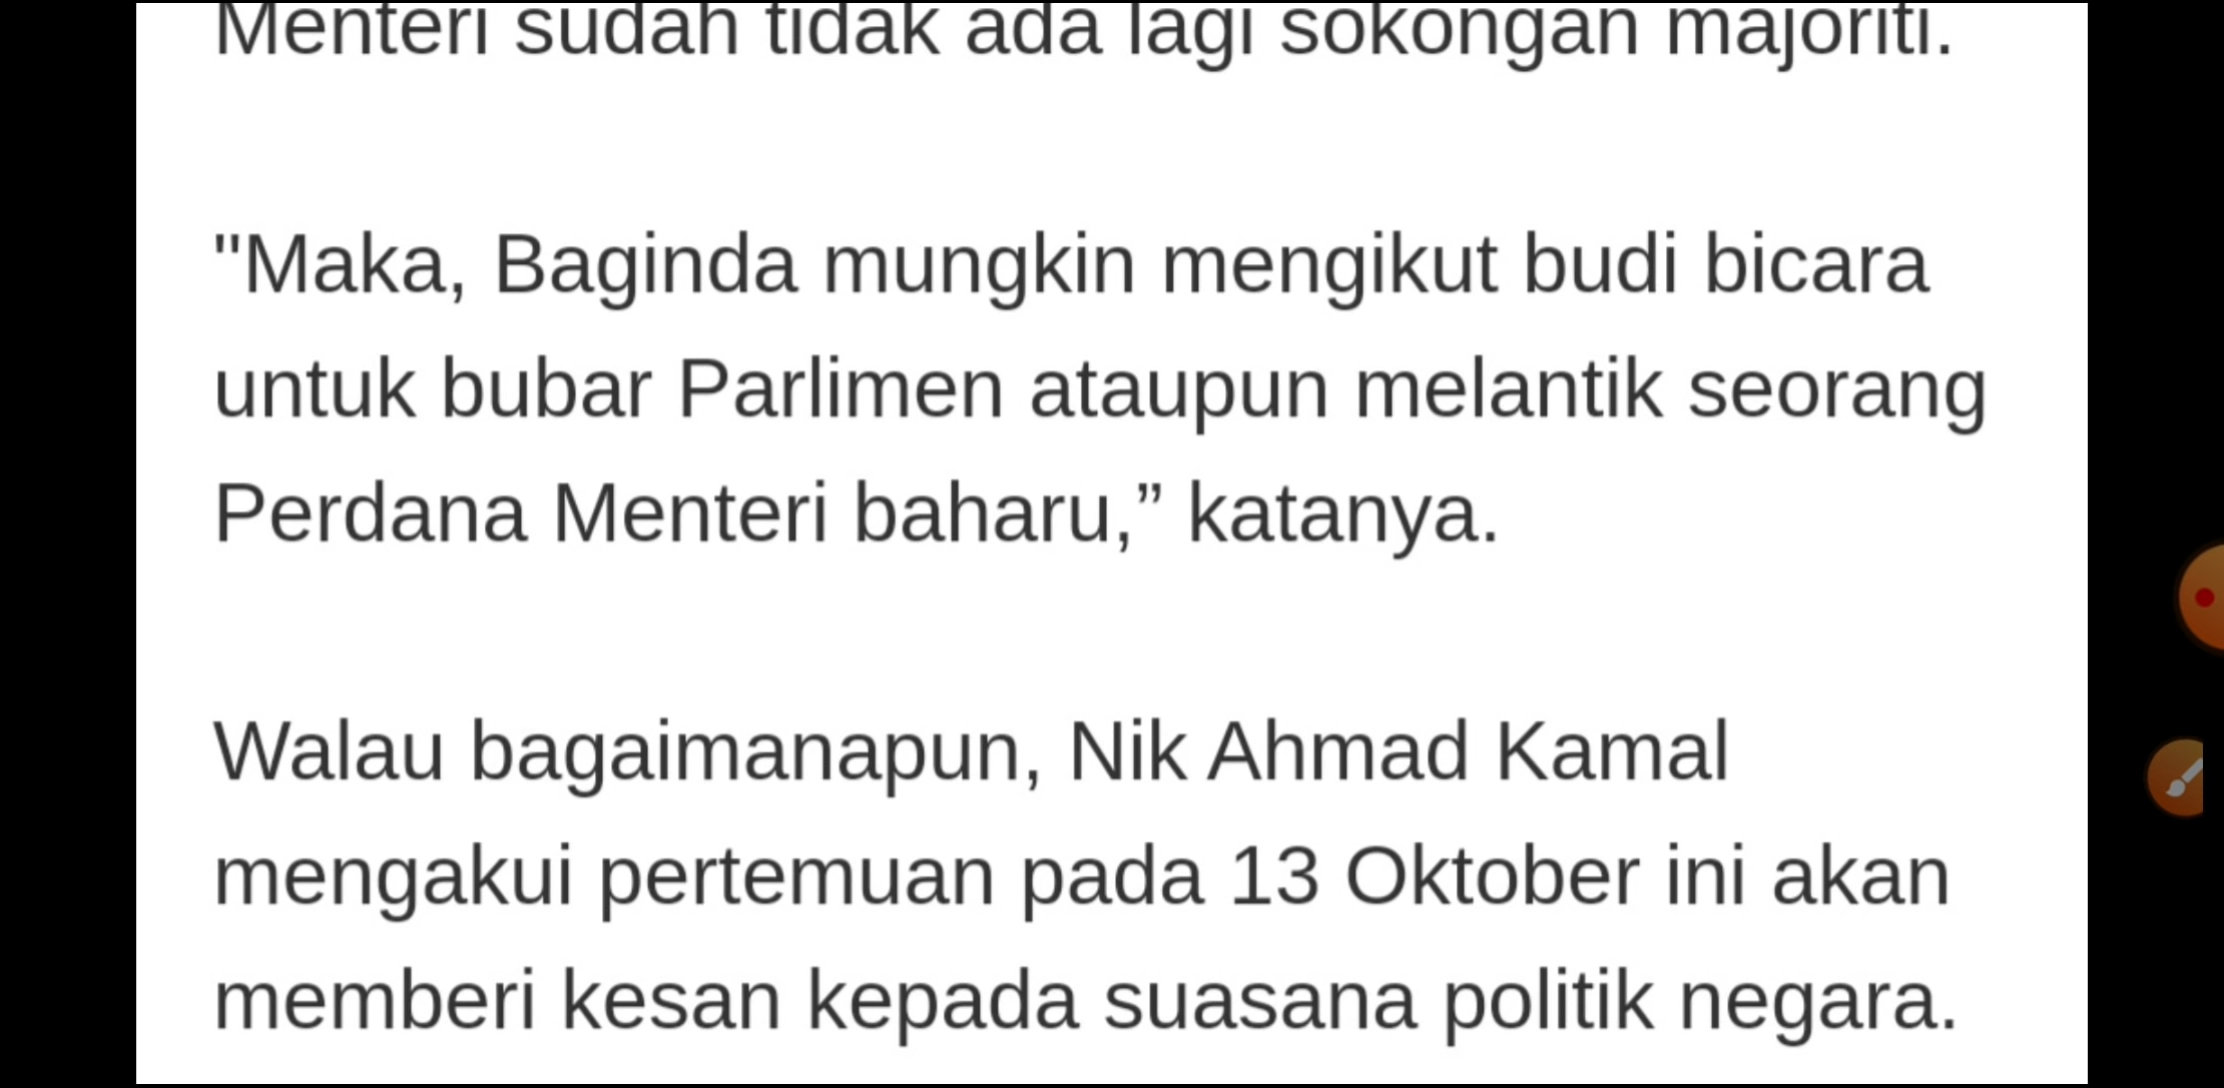 Menteri sudah tidak ada lagi sokongan majoriti.
"Maka, Baginda mungkin mengikut budi bicara
untuk bubar Parlimen ataupun melantik seorang
Perdana Menteri baharu,” katanya.
Walau bagaimanapun, Nik Ahmad Kamal
mengakui pertemuan pada 13 Oktober ini akan
memberi kesan kepada suasana politik negara.